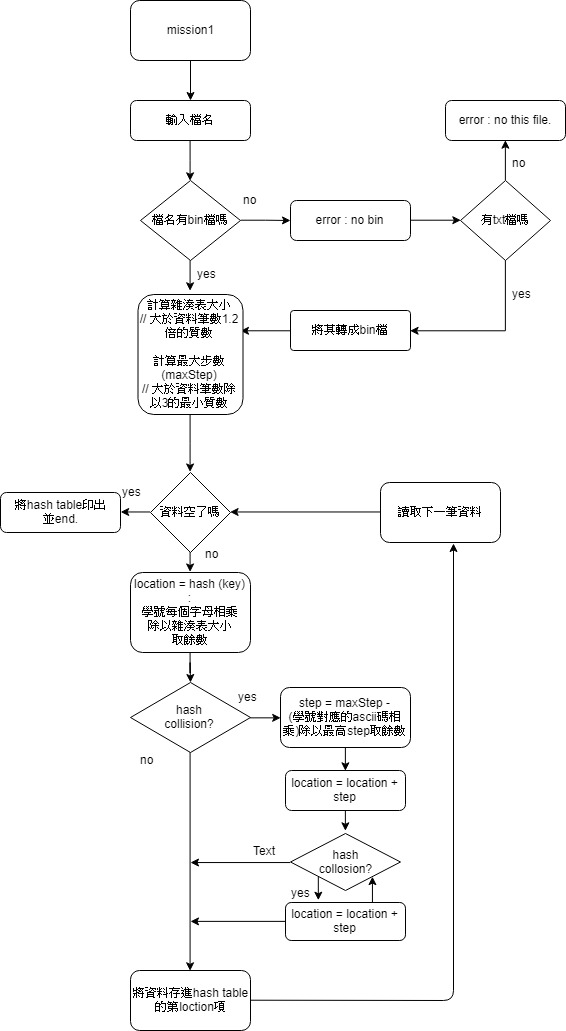 mission1
輸入檔名
error : no this file.
no
檔名有bin檔嗎
no
error : no bin
有txt檔嗎
yes
yes
計算雜湊表大小
// 大於資料筆數1.2
倍的質數
計算最大步數
(maxStep)
// 大於資料筆數除
以3的最小質數
將其轉成bin檔
yes
將hash table印出
並end.
資料空了嗎
讀取下一筆資料
no
location = hash (key)
:
學號每個字母相乘
除以雜湊表大小
取餘數
hash
collision?
yes
step = maxStep -
(學號對應的ascii碼相
乘)除以最高step取餘數
no
location = location +
step
Text
hash
collosion?
yes
location = location +
step
將資料存進hash table
的第loction項